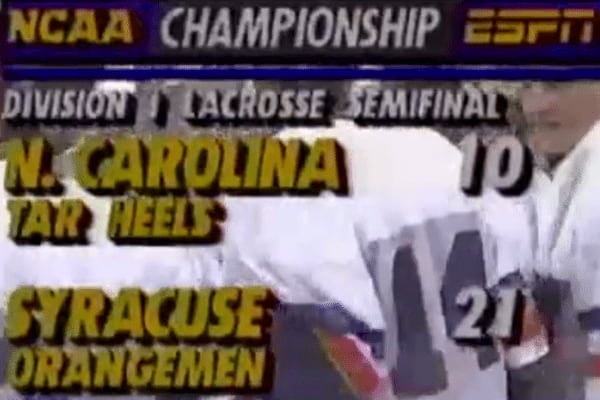 NCAA CHAMPIONSHIP ESPN
DIVISION I LACROSSE SEMIFINAL
N. CAROLINA 10
TAR HEELS
SYRACUSE 21
ORANGEMEN